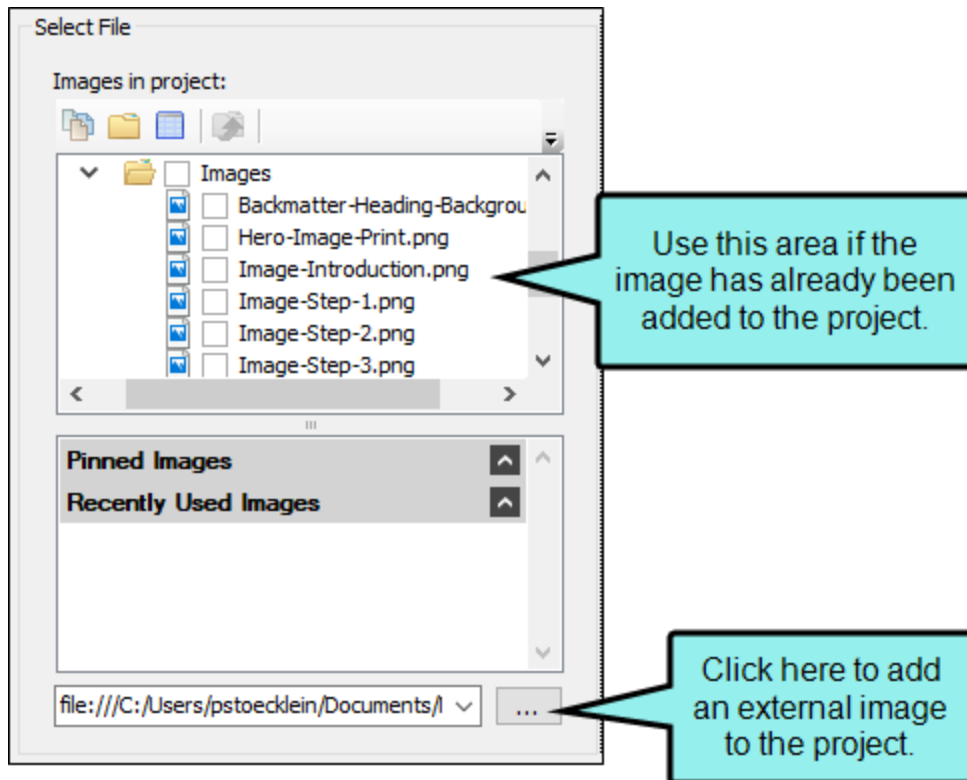 Select File
Images in project:
Images
Backmatter-Heading-Backgrou
Hero-Image-Print.png
Image-Introduction.png
Image-Step-1.png
Image-Step-2.png
Image-Step-3.png
Use this area if the
image has already been
added to the project.
Pinned Images
Recently Used Images
file:///C:/Users/pstoecklein/Documents/
...
Click here to add
an external image
to the project.